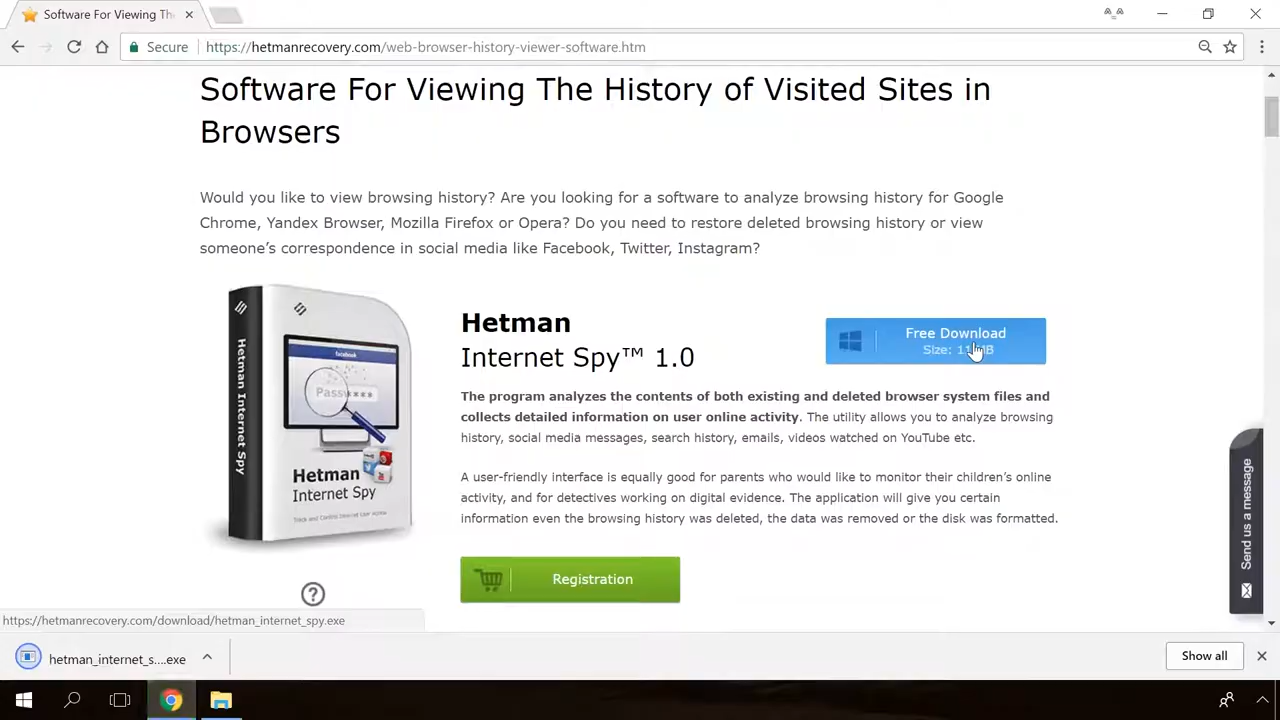 Software For Viewing Th
Secure
https://hetmanrecovery.com/web-browser-history-viewer-software.htm
Software For Viewing The History of Visited Sites in
Browsers
Would you like to view browsing history? Are you looking for a software to analyze browsing history for Google
Chrome, Yandex Browser, Mozilla Firefox or Opera? Do you need to restore deleted browsing history or view
someone’s correspondence in social media like Facebook, Twitter, Instagram?
Hetman Internet Spy
facebook
Hetman
Internet Spy
Hetman
Internet Spy™ 1.0
Free Download
Size:
The program analyzes the contents of both existing and deleted browser system files and
collects detailed information on user online activity. The utility allows you to analyze browsing
history, social media messages, search history, emails, videos watched on YouTube etc.
A user-friendly interface is equally good for parents who would like to monitor their children’s online
activity, and for detectives working on digital evidence. The application will give you certain
information even the browsing history was deleted, the data was removed or the disk was formatted.
Registration
?
Send us a message
https://hetmanrecovery.com/download/hetman_internet_spy.exe
hetman_internet_s....exe
Show all